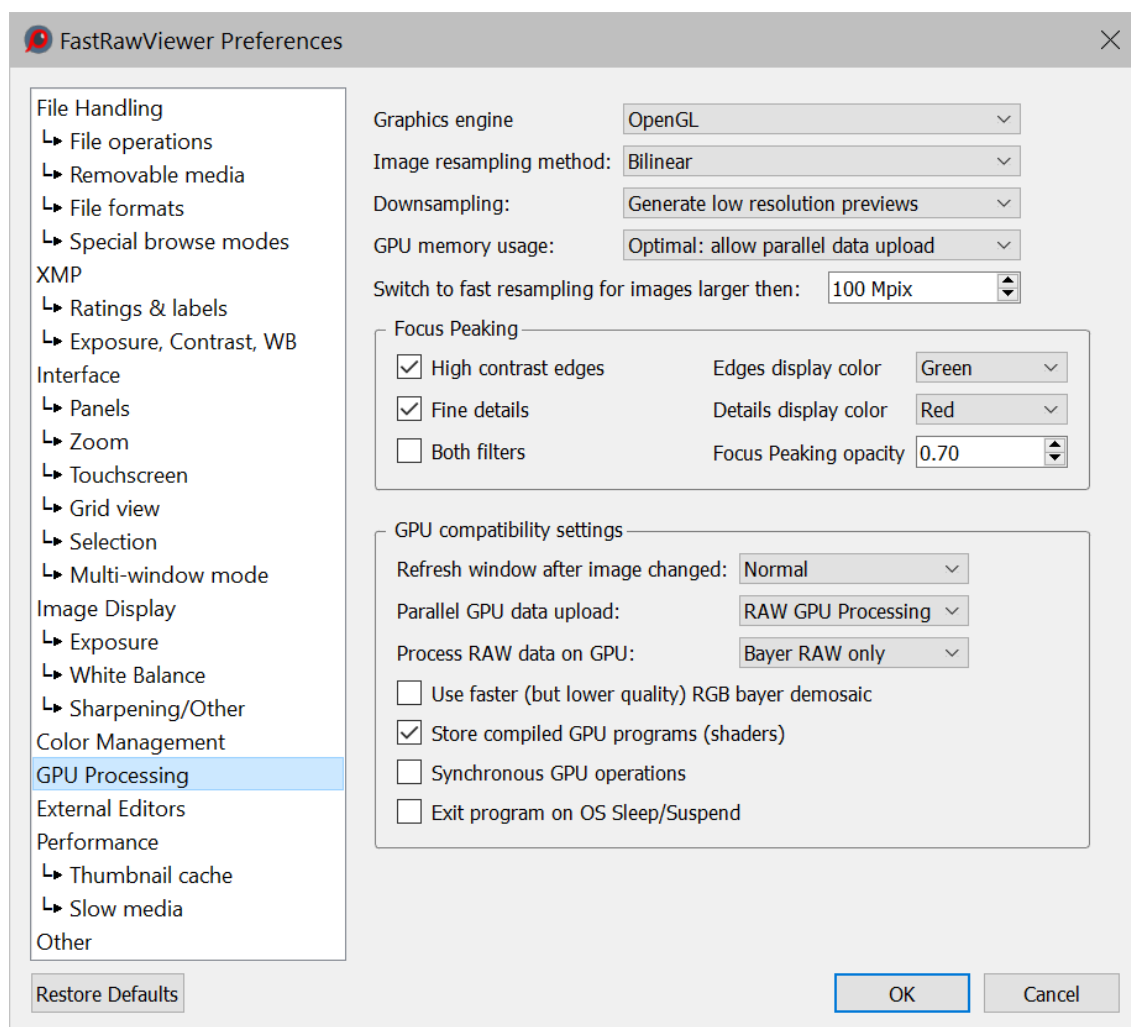 FastRawViewer Preferences
File Handling
File operations
Removable media
File formats
Special browse modes
XMP
Ratings & labels
Exposure, Contrast, WB
Interface
Panels
Zoom
Touchscreen
Grid view
Selection
Multi-window mode
Image Display
Exposure
White Balance
Sharpening/Other
Color Management
GPU Processing
External Editors
Performance
Thumbnail cache
Slow media
Other
Graphics engine OpenGL
Image resampling method: Bilinear
Downsampling: Generate low resolution previews
GPU memory usage: Optimal: allow parallel data upload
Switch to fast resampling for images larger then: 100 Mpix
Focus Peaking
High contrast edges Edges display color Green
Fine details Details display color Red
Both filters Focus Peaking opacity 0.70
GPU compatibility settings
Refresh window after image changed: Normal
Parallel GPU data upload: RAW GPU Processing
Process RAW data on GPU: Bayer RAW only
Use faster (but lower quality) RGB bayer demosaic
Store compiled GPU programs (shaders)
Synchronous GPU operations
Exit program on OS Sleep/Suspend
Restore Defaults OK Cancel